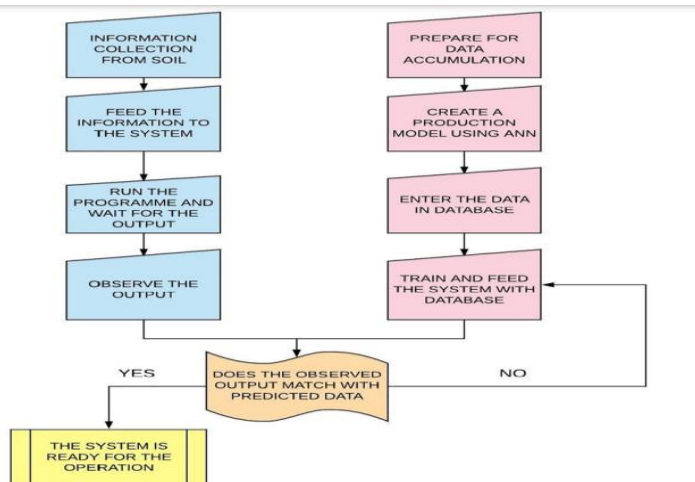 INFORMATION
COLLECTION
FROM SOIL
FEED THE
INFORMATION TO
THE SYSTEM
RUN THE
PROGRAMME AND
WAIT FOR THE
OUTPUT
OBSERVE THE
OUTPUT
PREPARE FOR
DATA
ACCUMULATION
CREATE A
PRODUCTION
MODEL USING ANN
ENTER THE DATA
IN DATABASE
TRAIN AND FEED
THE SYSTEM WITH
DATABASE
DOES THE OBSERVED
OUTPUT MATCH WITH
PREDICTED DATA
YES
NO
THE SYSTEM IS
READY FOR THE
OPERATION